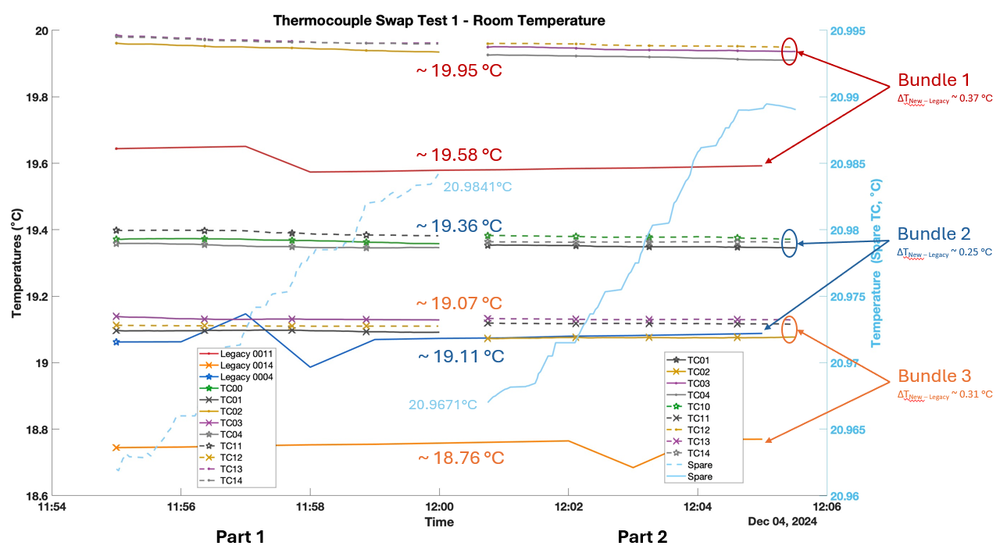 Thermocouple Swap Test 1 - Room Temperature
20
19.8
19.6
19.4
19.2
19
18.8
18.6
Temperatures (°C)
11:54
11:56
11:58
12:00
12:02
12:04
12:06
Time
Dec 04, 2024
20.995
20.99
20.985
20.98
20.975
20.97
20.965
20.96
Temperature (Spare TC, °C)
~ 19.95 °C
~ 19.58 °C
20.9841°C
~ 19.36 °C
~ 19.07 °C
~ 19.11 °C
20.9671°C
~ 18.76 °C
Legacy 0011
Legacy 0014
Legacy 0004
TC00
TC01
TC02
TC03
TC04
TC11
TC12
TC13
TC14
TC01
TC02
TC03
TC04
TC10
TC11
TC12
TC13
TC14
Spare
Spare
Bundle 1
ΔTNew – Legacy ~ 0.37 °C
Bundle 2
ΔTNew – Legacy ~ 0.25 °C
Bundle 3
ΔTNew – Legacy ~ 0.31 °C
Part 1
Part 2